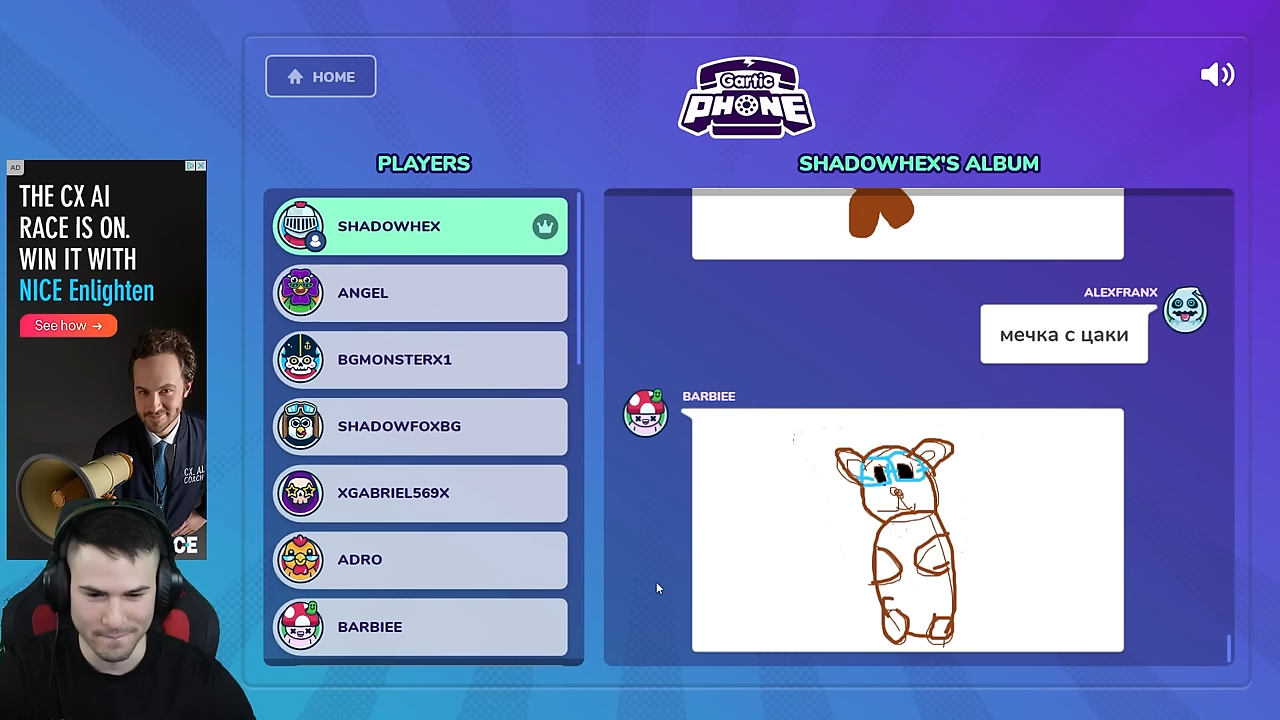 HOME
Gartic
PHONE
PLAYERS
SHADOWHEX'S ALBUM
AD
THE CX AI
RACE IS ON.
WIN IT WITH
NICE Enlighten
See how →
CX. AI
COACH
CE
SHADOWHEX
ANGEL
BGMONSTERX1
SHADOWFOXBG
XGABRIEL569X
ADRO
BARBIEE
ALEXFRANX
мечка с цаки
BARBIEE